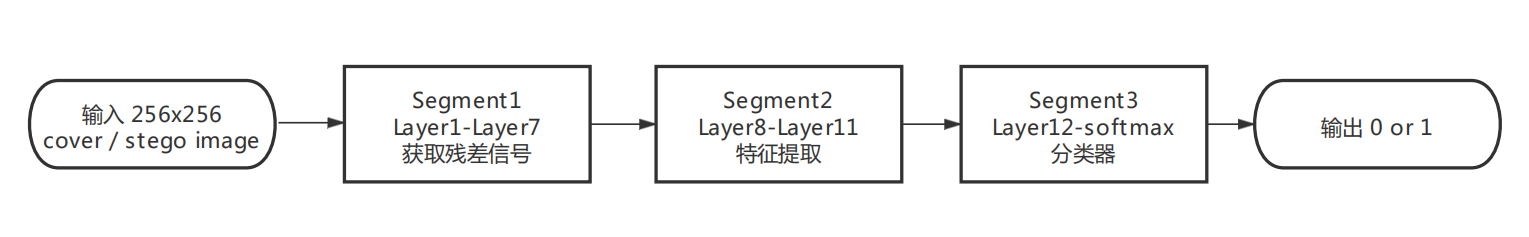 输入 256x256
cover / stego image
Segment1
Layer1-Layer7
获取残差信号
Segment2
Layer8-Layer11
特征提取
Segment3
Layer12-softmax
分类器
输出 0 or 1